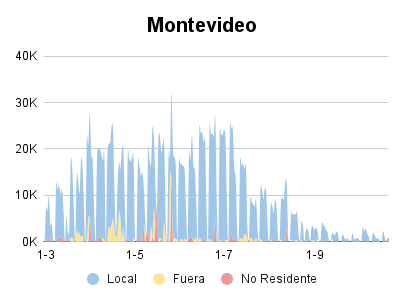 Montevideo
40K
30K
20K
10K
0K
1-3
1-5
1-7
1-9
Local
Fuera
No Residente